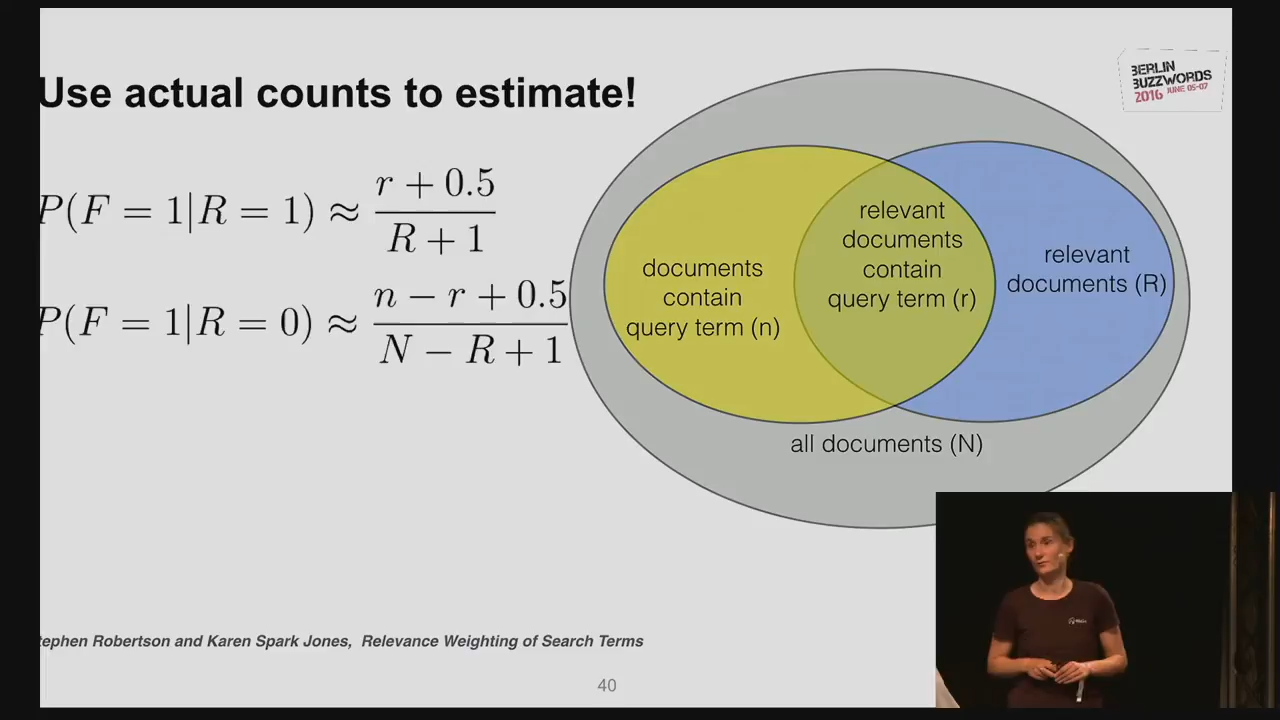 Use actual counts to estimate!
BERLIN
BUZZWORDS
2016 JUNE 05-07
P(F = 1|R = 1) ≈ r + 0.5 / R + 1
P(F = 1|R = 0) ≈ n − r + 0.5 / N − R + 1
documents
contain
query term (n)
relevant
documents
contain
query term (r)
relevant
documents (R)
all documents (N)
tephen Robertson and Karen Spark Jones, Relevance Weighting of Search Terms
40